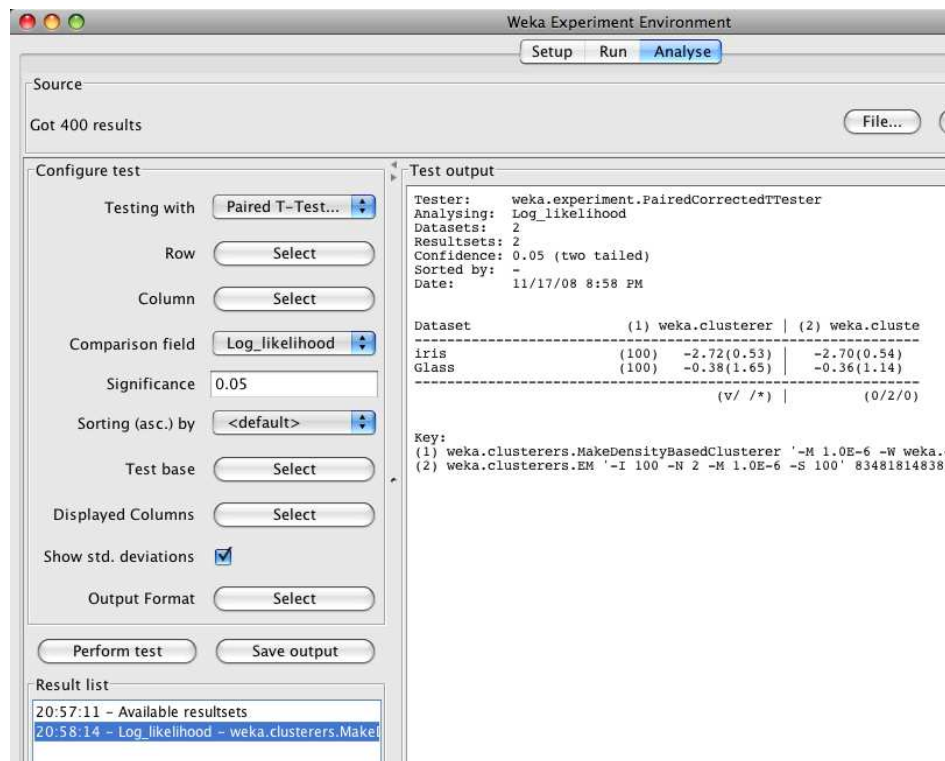 Weka Experiment Environment
Setup Run Analyse
Source
Got 400 results
File...
Configure test
Testing with Paired T-Test...
Row Select
Column Select
Comparison field Log_likelihood
Significance 0.05
Sorting (asc.) by <default>
Test base Select
Displayed Columns Select
Show std. deviations
Output Format Select
Perform test Save output
Result list
20:57:11 - Available resultsets
20:58:14 - Log_likelihood - weka.clusterers.Make
Test output
Tester: weka.experiment.PairedCorrectedTTester
Analysing: Log_likelihood
Datasets: 2
Resultsets: 2
Confidence: 0.05 (two tailed)
Sorted by: -
Date: 11/17/08 8:58 PM
Dataset (1) weka.clusterer | (2) weka.cluste
----------------------------------------------------------------
iris (100) -2.72(0.53) | -2.70(0.54)
Glass (100) -0.38(1.65) | -0.36(1.14)
----------------------------------------------------------------
(v/ /*) | (0/2/0)
Key:
(1) weka.clusterers.MakeDensityBasedClusterer '-M 1.0E-6 -W weka.
(2) weka.clusterers.EM '-I 100 -N 2 -M 1.0E-6 -S 100' 83481814838